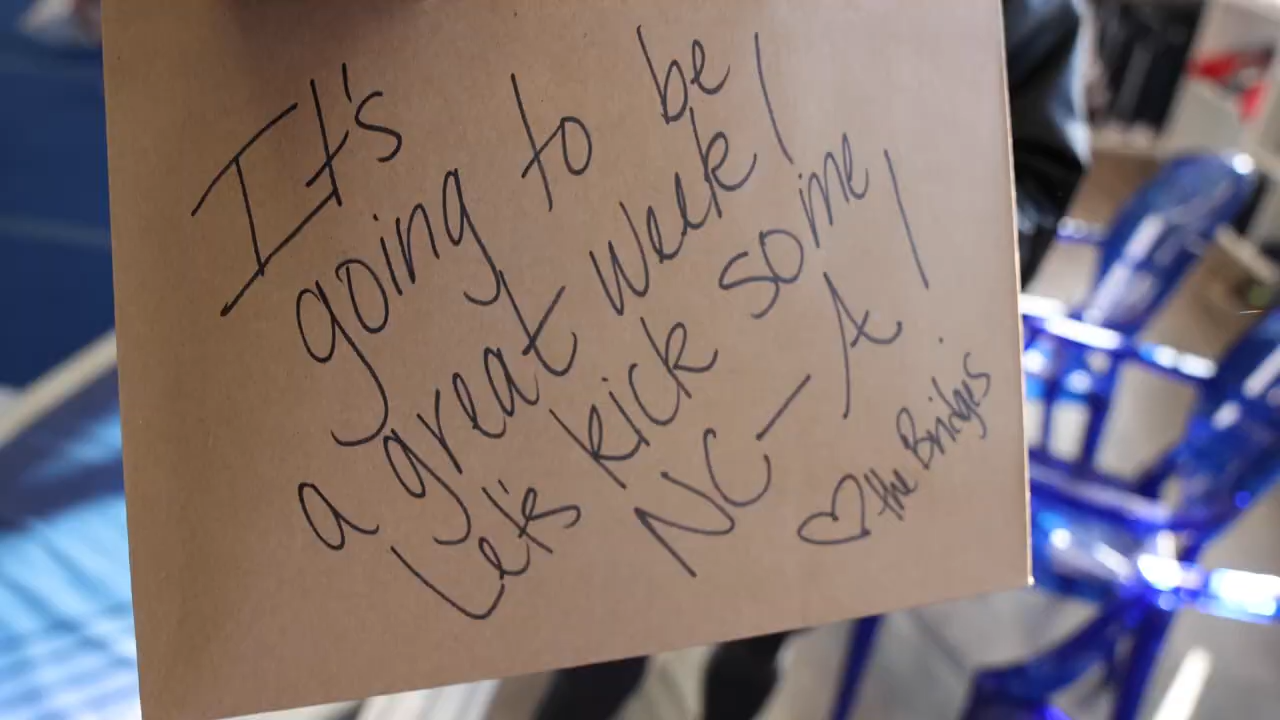 It's
going to be
a great week!
Let's kick some
NC-A!
♡ the Bridges